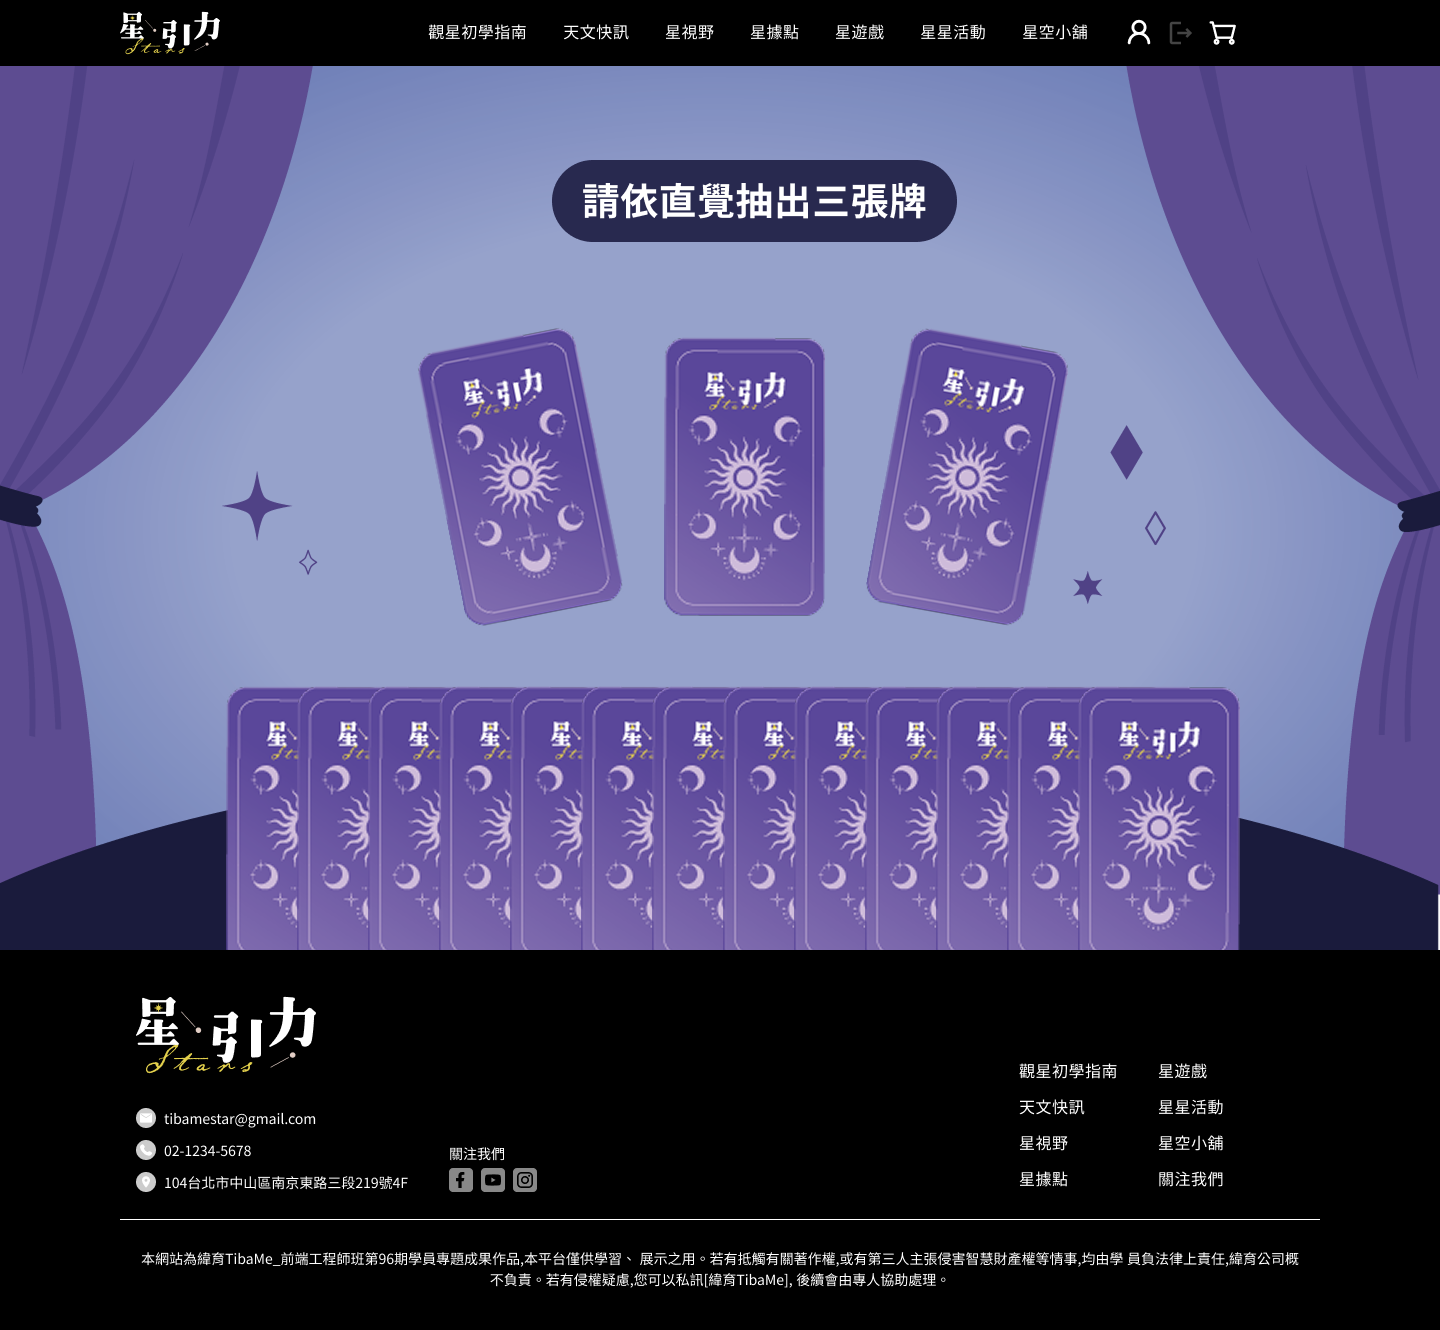 星引力
Stars
觀星初學指南 天文快訊 星視野 星據點 星遊戲 星星活動 星空小舖
請依直覺抽出三張牌
星引力
Stars
星引力
Stars
星引力
Stars
星
星
星
星
星
星
星
星
星
星
星
星
星引力
Stars
星引力
Stars
觀星初學指南 星遊戲
天文快訊 星星活動
星視野 星空小舖
星據點 關注我們
tibamestar@gmail.com
02-1234-5678
104台北市中山區南京東路三段219號4F
關注我們
本網站為緯育TibaMe_前端工程師班第96期學員專題成果作品,本平台僅供學習、 展示之用。若有抵觸有關著作權,或有第三人主張侵害智慧財產權等情事,均由學 員負法律上責任,緯育公司概
不負責。若有侵權疑慮,您可以私訊[緯育TibaMe], 後續會由專人協助處理。